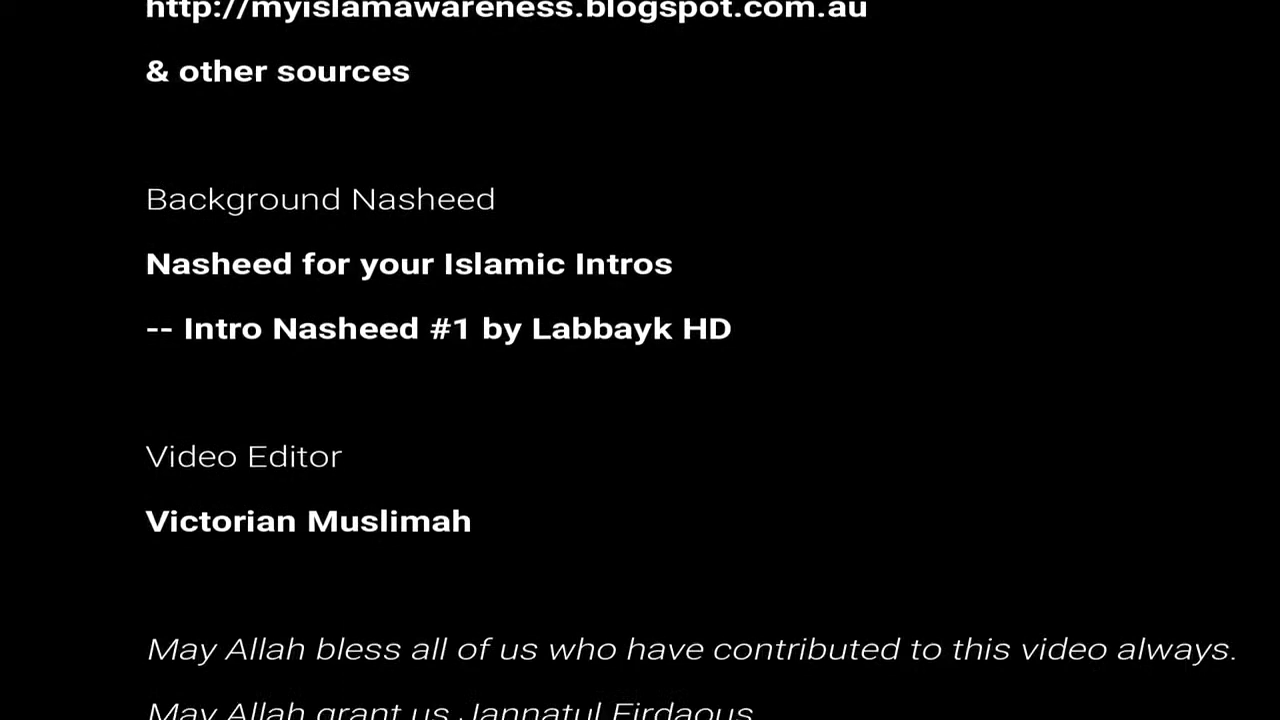 http://myislamawareness.blogspot.com.au
& other sources
Background Nasheed
Nasheed for your Islamic Intros
-- Intro Nasheed #1 by Labbayk HD
Video Editor
Victorian Muslimah
May Allah bless all of us who have contributed to this video always.
May Allah grant us Jannatul Firdaous